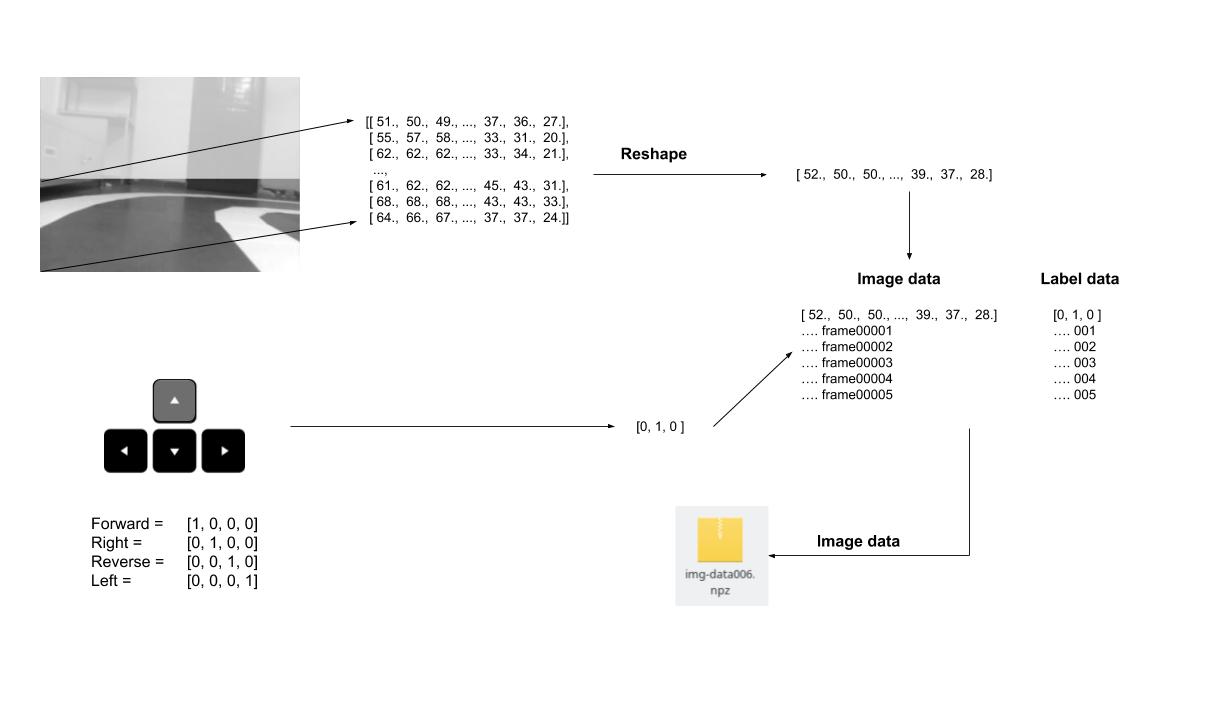 [[ 51., 50., 49., ..., 37., 36., 27.],
[ 55., 57., 58., ..., 33., 31., 20.],
[ 62., 62., 62., ..., 33., 34., 21.],
...,
[ 61., 62., 62., ..., 45., 43., 31.],
[ 68., 68., 68., ..., 43., 43., 33.],
[ 64., 66., 67., ..., 37., 37., 24.]]
Reshape
[ 52., 50., 50., ..., 39., 37., 28.]
Image data
[ 52., 50., 50., ..., 39., 37., 28.]
.... frame00001
.... frame00002
.... frame00003
.... frame00004
.... frame00005
Label data
[0, 1, 0 ]
.... 001
.... 002
.... 003
.... 004
.... 005
[0, 1, 0 ]
Forward = [1, 0, 0, 0]
Right = [0, 1, 0, 0]
Reverse = [0, 0, 1, 0]
Left = [0, 0, 0, 1]
Image data
img-data006.
npz